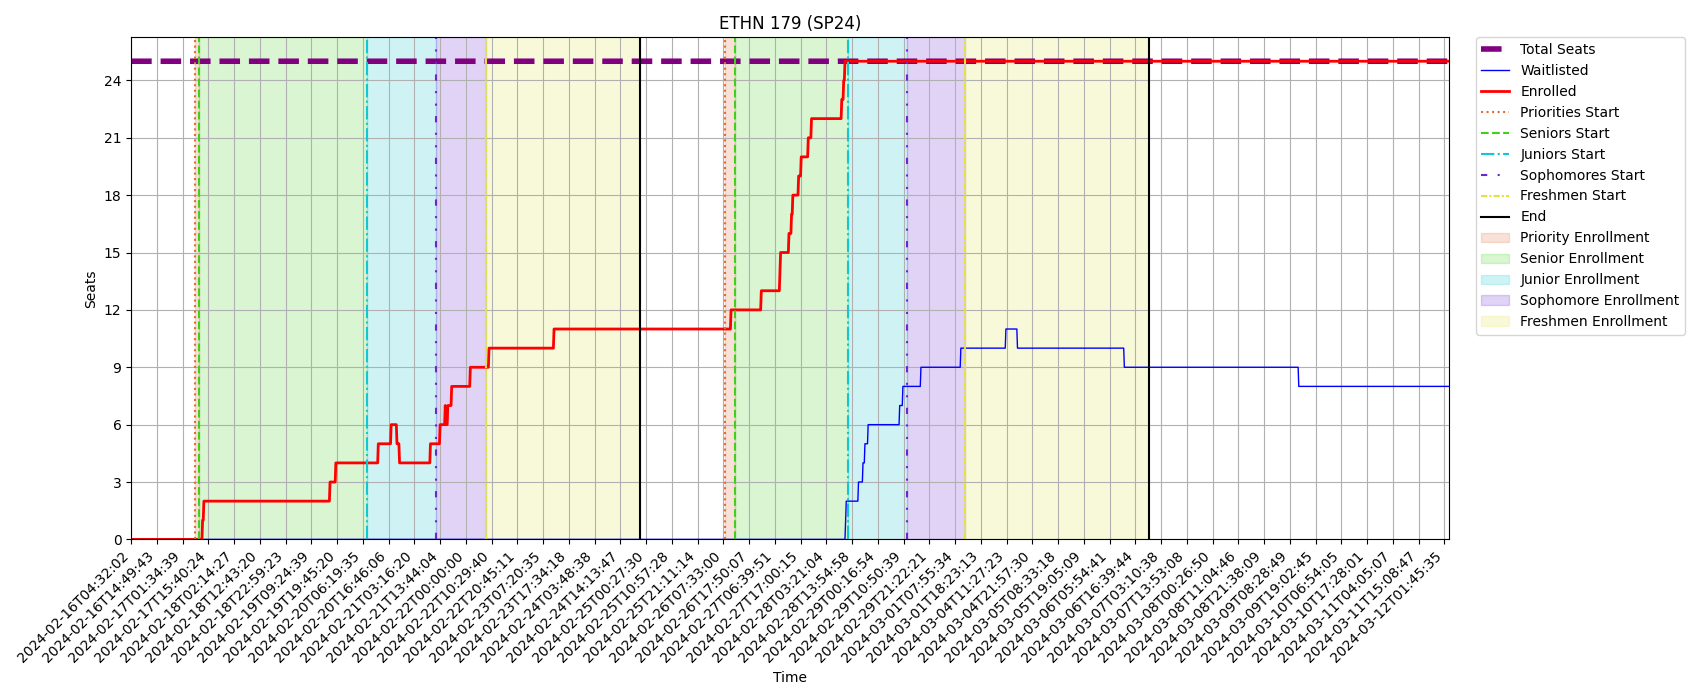 ETHN 179 (SP24)
Seats
24
21
18
15
12
9
6
3
0
2024-02-16T04:32:02
2024-02-16T14:49:43
2024-02-17T01:34:39
2024-02-17T15:40:24
2024-02-18T02:14:27
2024-02-18T12:43:20
2024-02-18T22:59:23
2024-02-19T09:24:39
2024-02-19T19:45:20
2024-02-20T06:19:35
2024-02-20T16:46:06
2024-02-21T03:16:20
2024-02-21T13:44:04
2024-02-22T00:00:00
2024-02-22T10:29:40
2024-02-22T20:45:11
2024-02-23T07:20:35
2024-02-23T17:34:18
2024-02-24T03:48:38
2024-02-24T14:13:47
2024-02-25T00:27:30
2024-02-25T10:57:28
2024-02-25T21:11:14
2024-02-26T07:33:00
2024-02-26T17:50:07
2024-02-27T06:39:51
2024-02-27T17:00:15
2024-02-28T03:21:04
2024-02-28T13:54:58
2024-02-29T00:16:54
2024-02-29T10:50:39
2024-02-29T21:22:21
2024-03-01T07:55:34
2024-03-01T18:23:13
2024-03-04T11:27:23
2024-03-04T21:57:30
2024-03-05T08:33:18
2024-03-05T19:05:09
2024-03-06T05:54:41
2024-03-06T16:39:44
2024-03-07T03:10:38
2024-03-07T13:53:08
2024-03-08T00:26:50
2024-03-08T11:04:46
2024-03-08T21:38:09
2024-03-09T08:28:49
2024-03-09T19:02:45
2024-03-10T06:54:05
2024-03-10T17:28:01
2024-03-11T04:05:07
2024-03-11T15:08:47
2024-03-12T01:45:35
Time
Total Seats
Waitlisted
Enrolled
Priorities Start
Seniors Start
Juniors Start
Sophomores Start
Freshmen Start
End
Priority Enrollment
Senior Enrollment
Junior Enrollment
Sophomore Enrollment
Freshmen Enrollment